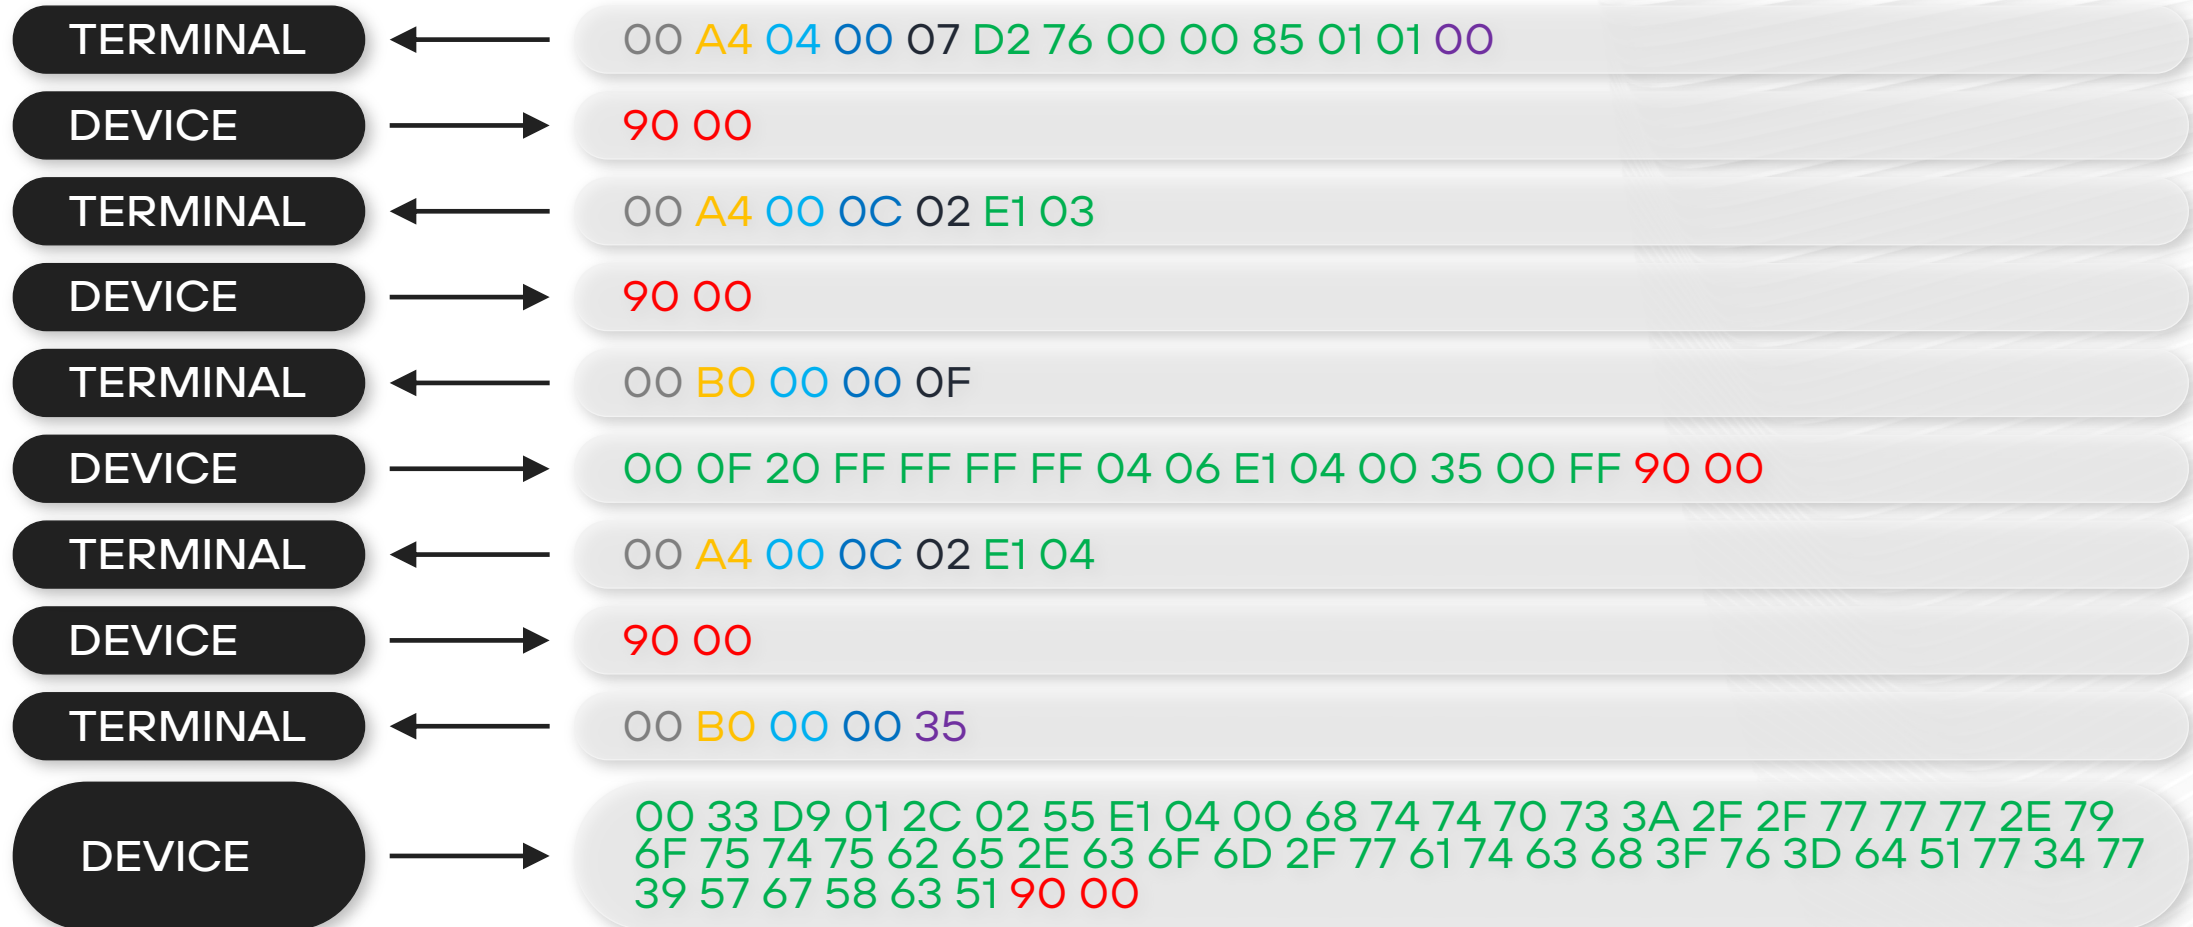 TERMINAL 00 A4 04 00 07 D2 76 00 00 85 01 01 00
DEVICE 90 00
TERMINAL 00 A4 00 0C 02 E1 03
DEVICE 90 00
TERMINAL 00 B0 00 00 0F
DEVICE 00 0F 20 FF FF FF FF 04 06 E1 04 00 35 00 FF 90 00
TERMINAL 00 A4 00 0C 02 E1 04
DEVICE 90 00
TERMINAL 00 B0 00 00 35
DEVICE
00 33 D9 01 2C 02 55 E1 04 00 68 74 74 70 73 3A 2F 2F 77 77 77 2E 79
6F 75 74 75 62 65 2E 63 6F 6D 2F 77 61 74 63 68 3F 76 3D 64 51 77 34 77
39 57 67 58 63 51 90 00